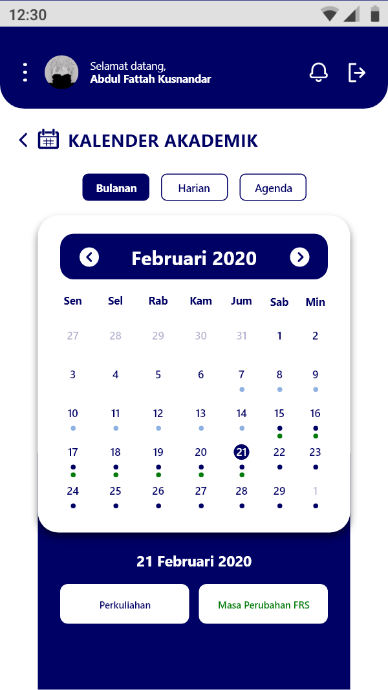 12:30
Selamat datang,
Abdul Fattah Kusnandar
KALENDER AKADEMIK
Bulanan Harian Agenda
Februari 2020
Sen Sel Rab Kam Jum Sab Min
27 28 29 30 31 1 2
3 4 5 6 7 8 9
10 11 12 13 14 15 16
17 18 19 20 21 22 23
24 25 26 27 28 29 1
21 Februari 2020
Perkuliahan Masa Perubahan FRS